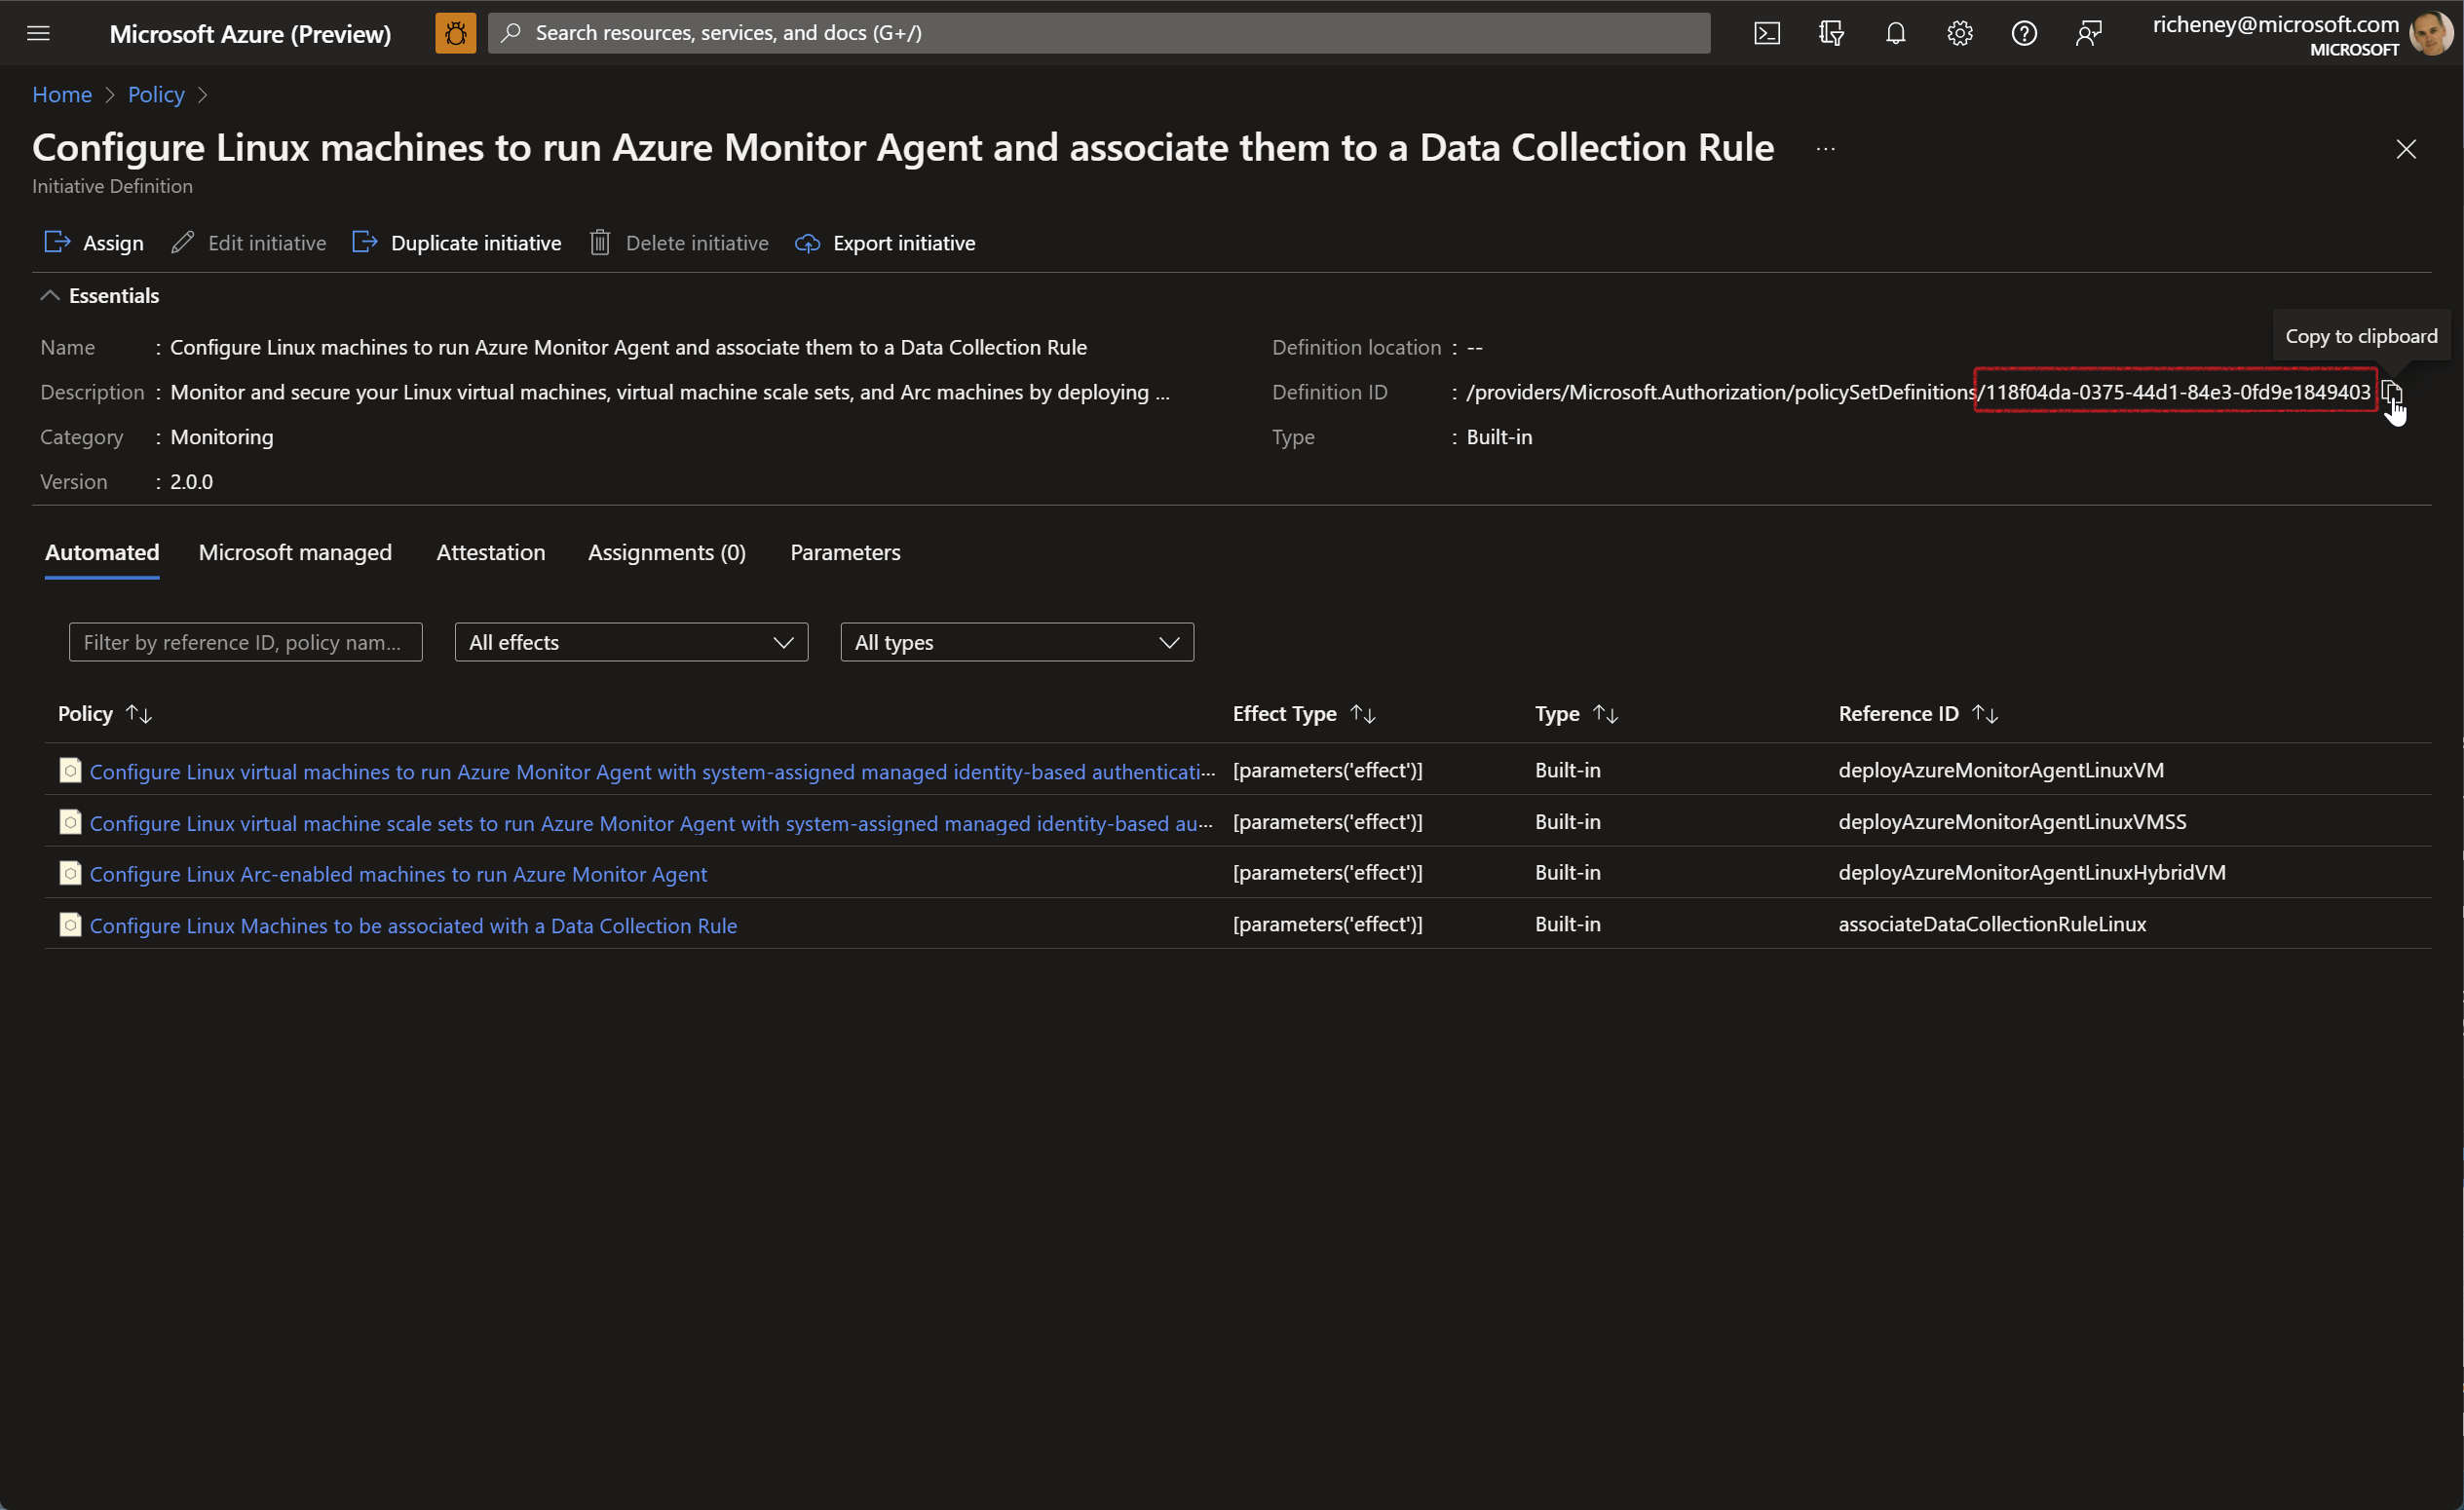 Microsoft Azure (Preview)
Search resources, services, and docs (G+/)
richeney@microsoft.com
MICROSOFT
Home > Policy >
Configure Linux machines to run Azure Monitor Agent and associate them to a Data Collection Rule ...
Initiative Definition
Assign Edit initiative Duplicate initiative Delete initiative Export initiative
Essentials
Copy to clipboard
Name : Configure Linux machines to run Azure Monitor Agent and associate them to a Data Collection Rule
Definition location : --
Description : Monitor and secure your Linux virtual machines, virtual machine scale sets, and Arc machines by deploying ...
Definition ID : /providers/Microsoft.Authorization/policySetDefinitions/118f04da-0375-44d1-84e3-0fd9e1849403
Category : Monitoring
Type : Built-in
Version : 2.0.0
Automated Microsoft managed Attestation Assignments (0) Parameters
Filter by reference ID, policy nam... All effects All types
Policy Effect Type Type Reference ID
Configure Linux virtual machines to run Azure Monitor Agent with system-assigned managed identity-based authenticati... [parameters('effect')] Built-in deployAzureMonitorAgentLinuxVM
Configure Linux virtual machine scale sets to run Azure Monitor Agent with system-assigned managed identity-based au... [parameters('effect')] Built-in deployAzureMonitorAgentLinuxVMSS
Configure Linux Arc-enabled machines to run Azure Monitor Agent [parameters('effect')] Built-in deployAzureMonitorAgentLinuxHybridVM
Configure Linux Machines to be associated with a Data Collection Rule [parameters('effect')] Built-in associateDataCollectionRuleLinux